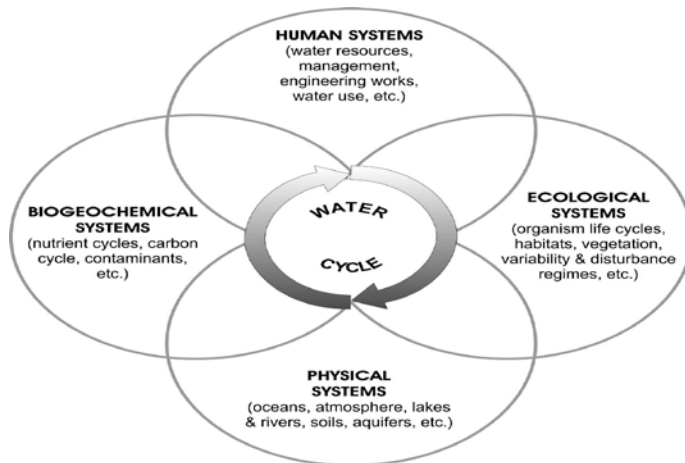 HUMAN SYSTEMS
(water resources,
management,
engineering works,
water use, etc.)
BIOGEOCHEMICAL
SYSTEMS
(nutrient cycles, carbon
cycle, contaminants,
etc.)
WATER
CYCLE
ECOLOGICAL
SYSTEMS
(organism life cycles,
habitats, vegetation,
variability & disturbance
regimes, etc.)
PHYSICAL
SYSTEMS
(oceans, atmosphere, lakes
& rivers, soils, aquifers, etc.)